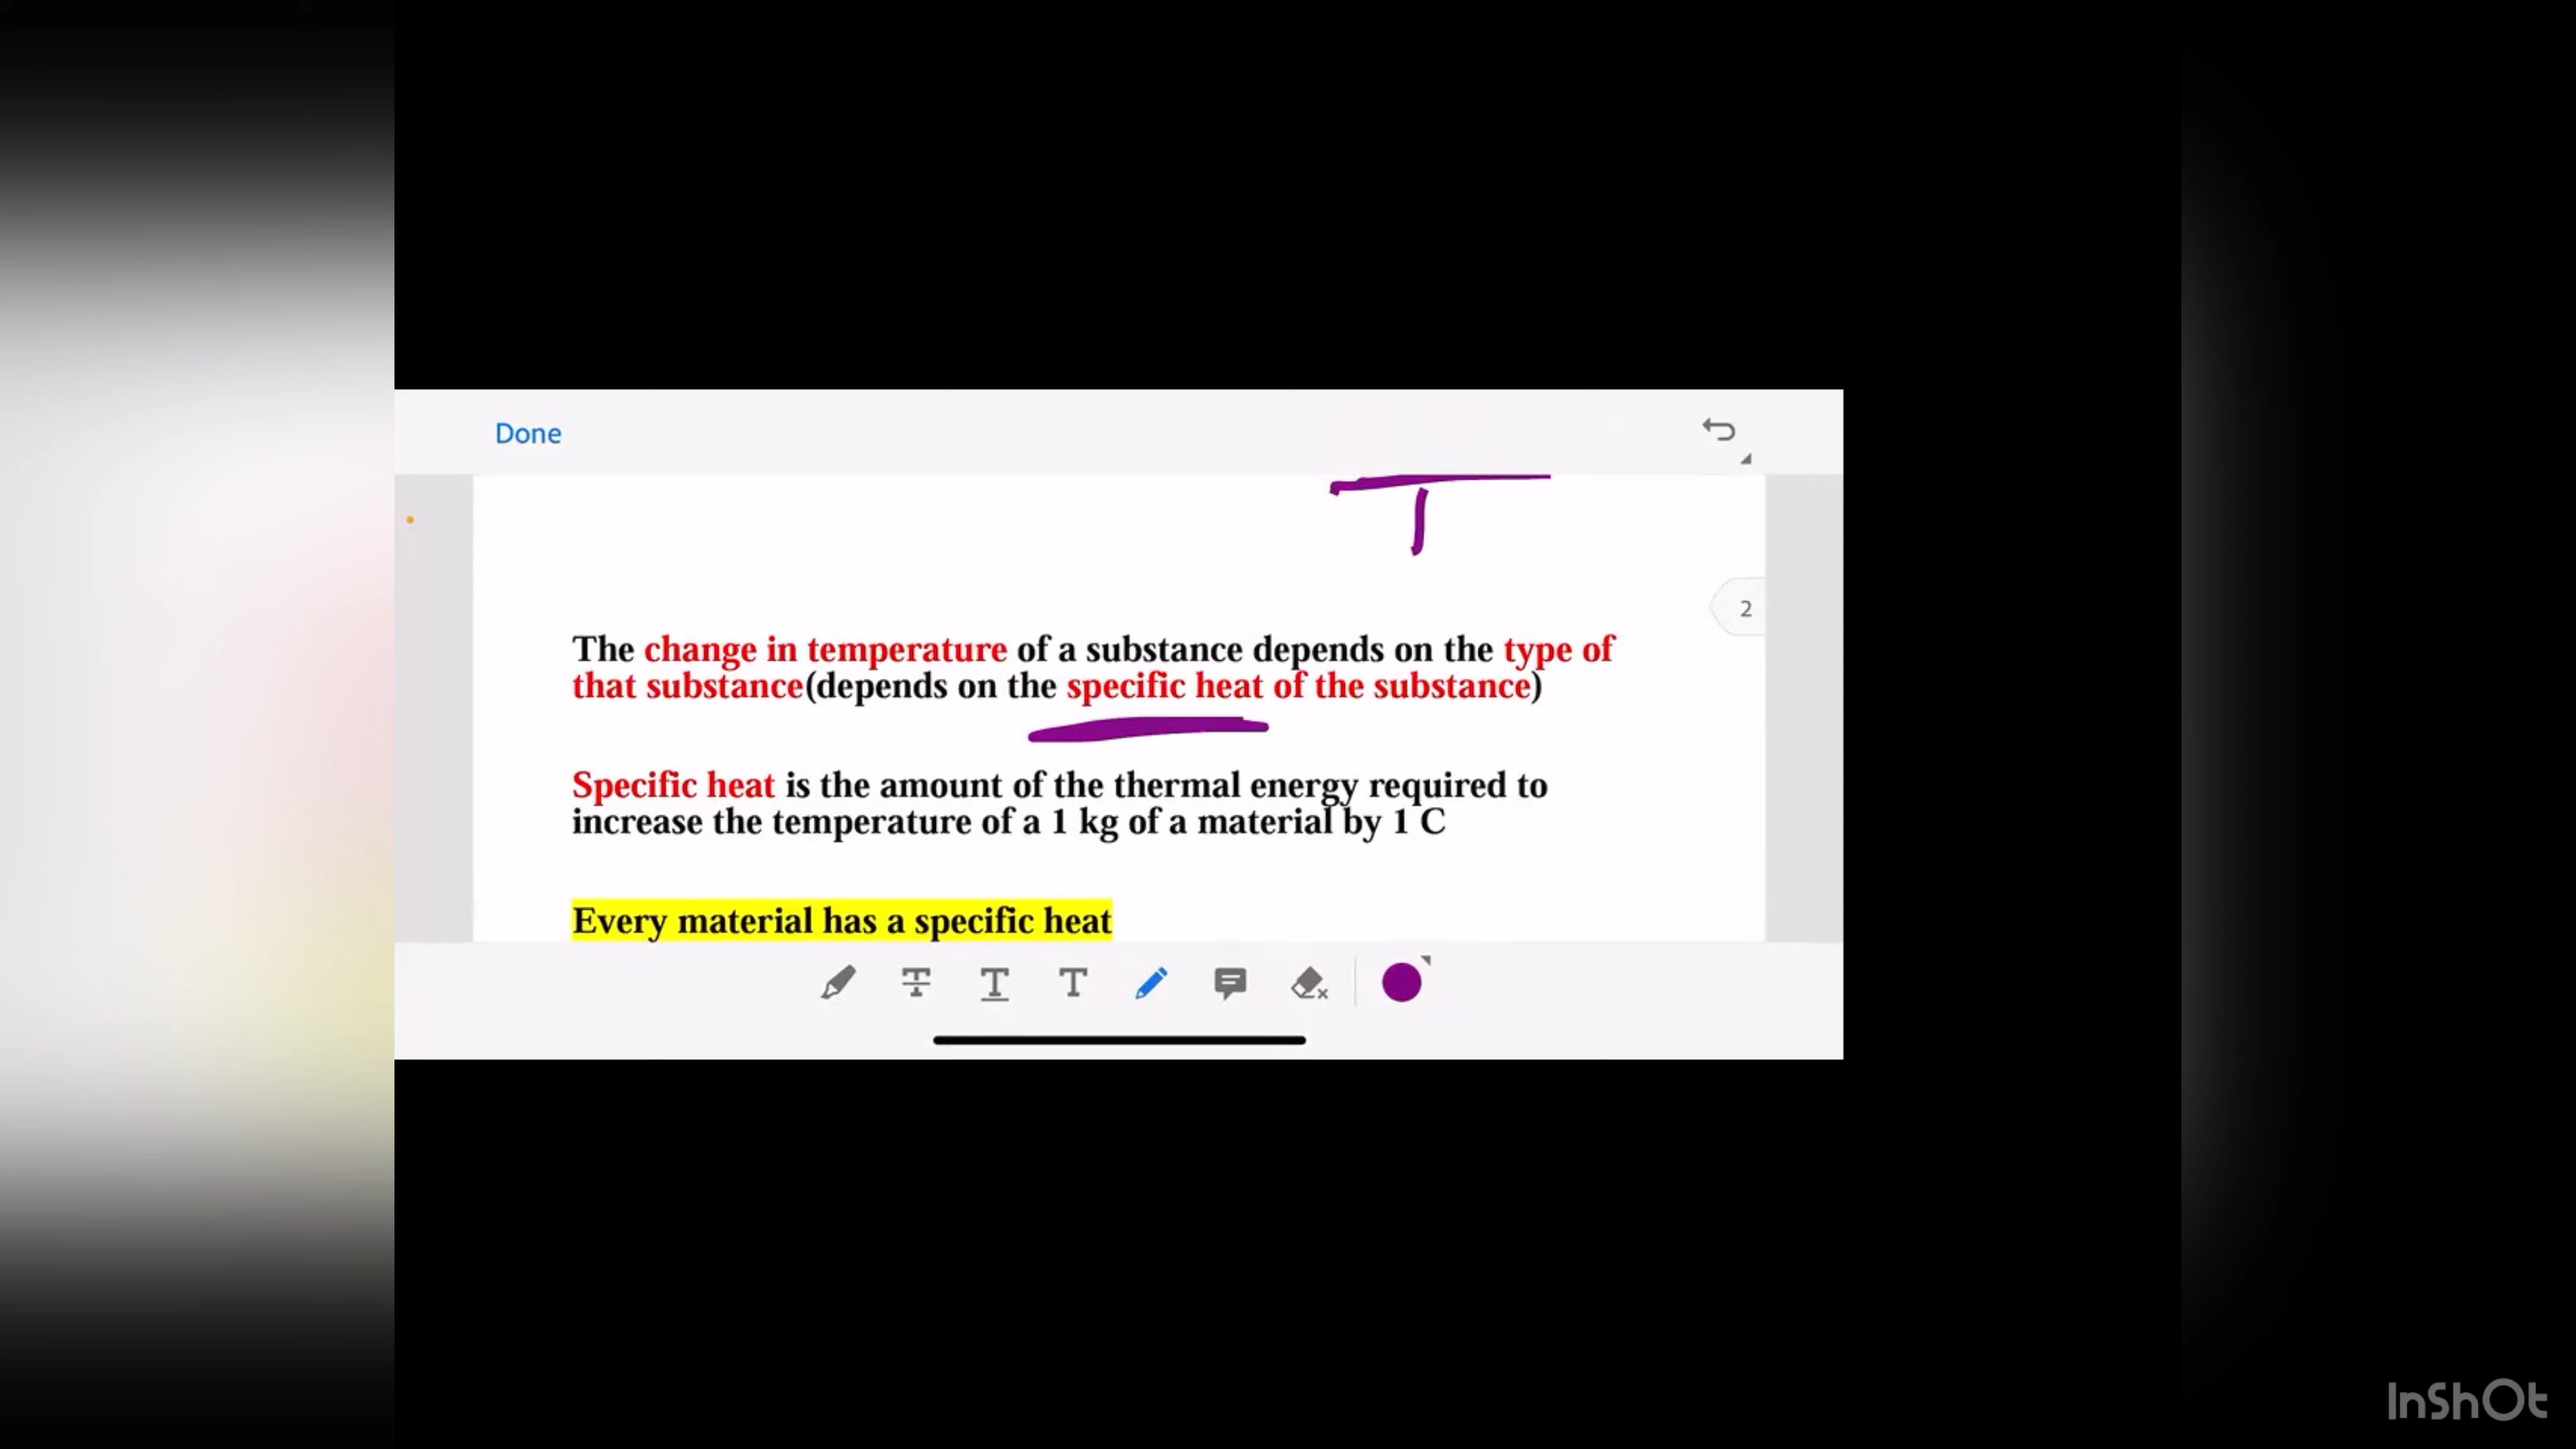 Done
T
2
The change in temperature of a substance depends on the type of
that substance(depends on the specific heat of the substance)
Specific heat is the amount of the thermal energy required to
increase the temperature of a 1 kg of a material by 1 C
Every material has a specific heat
InShOt